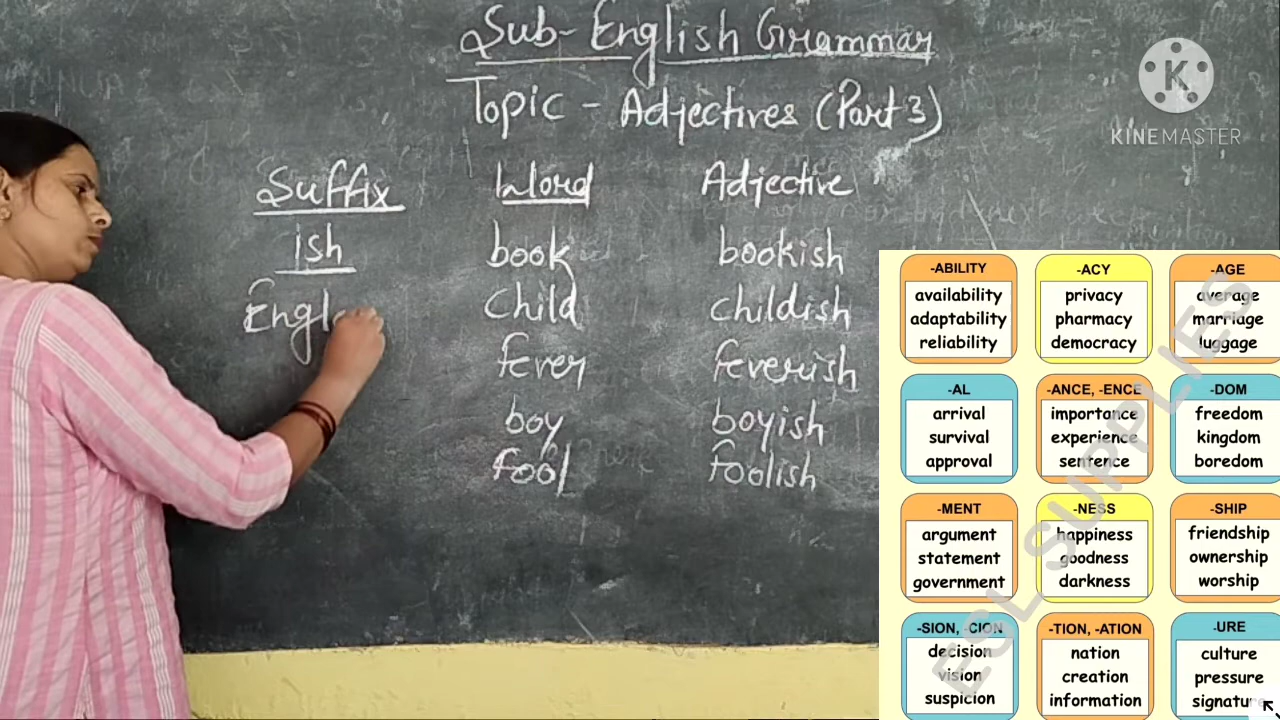 Sub- English Grammar
Topic - Adjectives (Part 3)
KINEMASTER
Suffix Word Adjective
ish book bookish
Engl child childish
fever feverish
boy boyish
fool foolish
-ABILITY -ACY -AGE
availability privacy average
adaptability pharmacy marriage
reliability democracy luggage
-AL -ANCE, -ENCE -DOM
arrival importance freedom
survival experience kingdom
approval sentence boredom
-MENT -NESS -SHIP
argument happiness friendship
statement goodness ownership
government darkness worship
-SION, -CION -TION, -ATION -URE
decision nation culture
vision creation pressure
suspicion information signature
ESL SUPPLIES